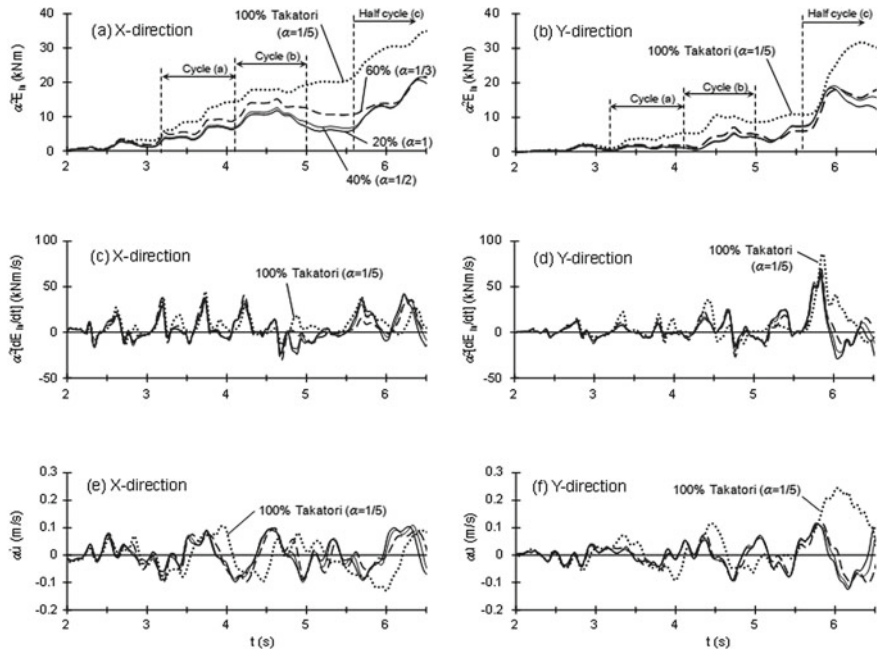 (a) X-direction
100% Takatori
(α=1/5)
Half cycle (c)
Cycle (a)
Cycle (b)
60% (α=1/3)
20% (α=1)
40% (α=1/2)
α²EIa (kNm)
40
30
20
10
0
2 3 4 5 6
(b) Y-direction
Half cycle (c)
100% Takatori (α=1/5)
Cycle (a)
Cycle (b)
α²EIa (kNm)
40
30
20
10
0
2 3 4 5 6
(c) X-direction
100% Takatori (α=1/5)
α²[dEIa/dt] (kNm/s)
100
50
0
-50
2 3 4 5 6
(d) Y-direction
100% Takatori
(α=1/5)
α²[dEIa/dt] (kNm/s)
100
50
0
-50
2 3 4 5 6
(e) X-direction
100% Takatori (α=1/5)
αu̇ (m/s)
0.3
0.2
0.1
0
-0.1
-0.2
2 3 4 5 6
t (s)
(f) Y-direction
100% Takatori (α=1/5)
(m/s)
0.3
0.2
0.1
0
-0.1
-0.2
2 3 4 5 6
t (s)